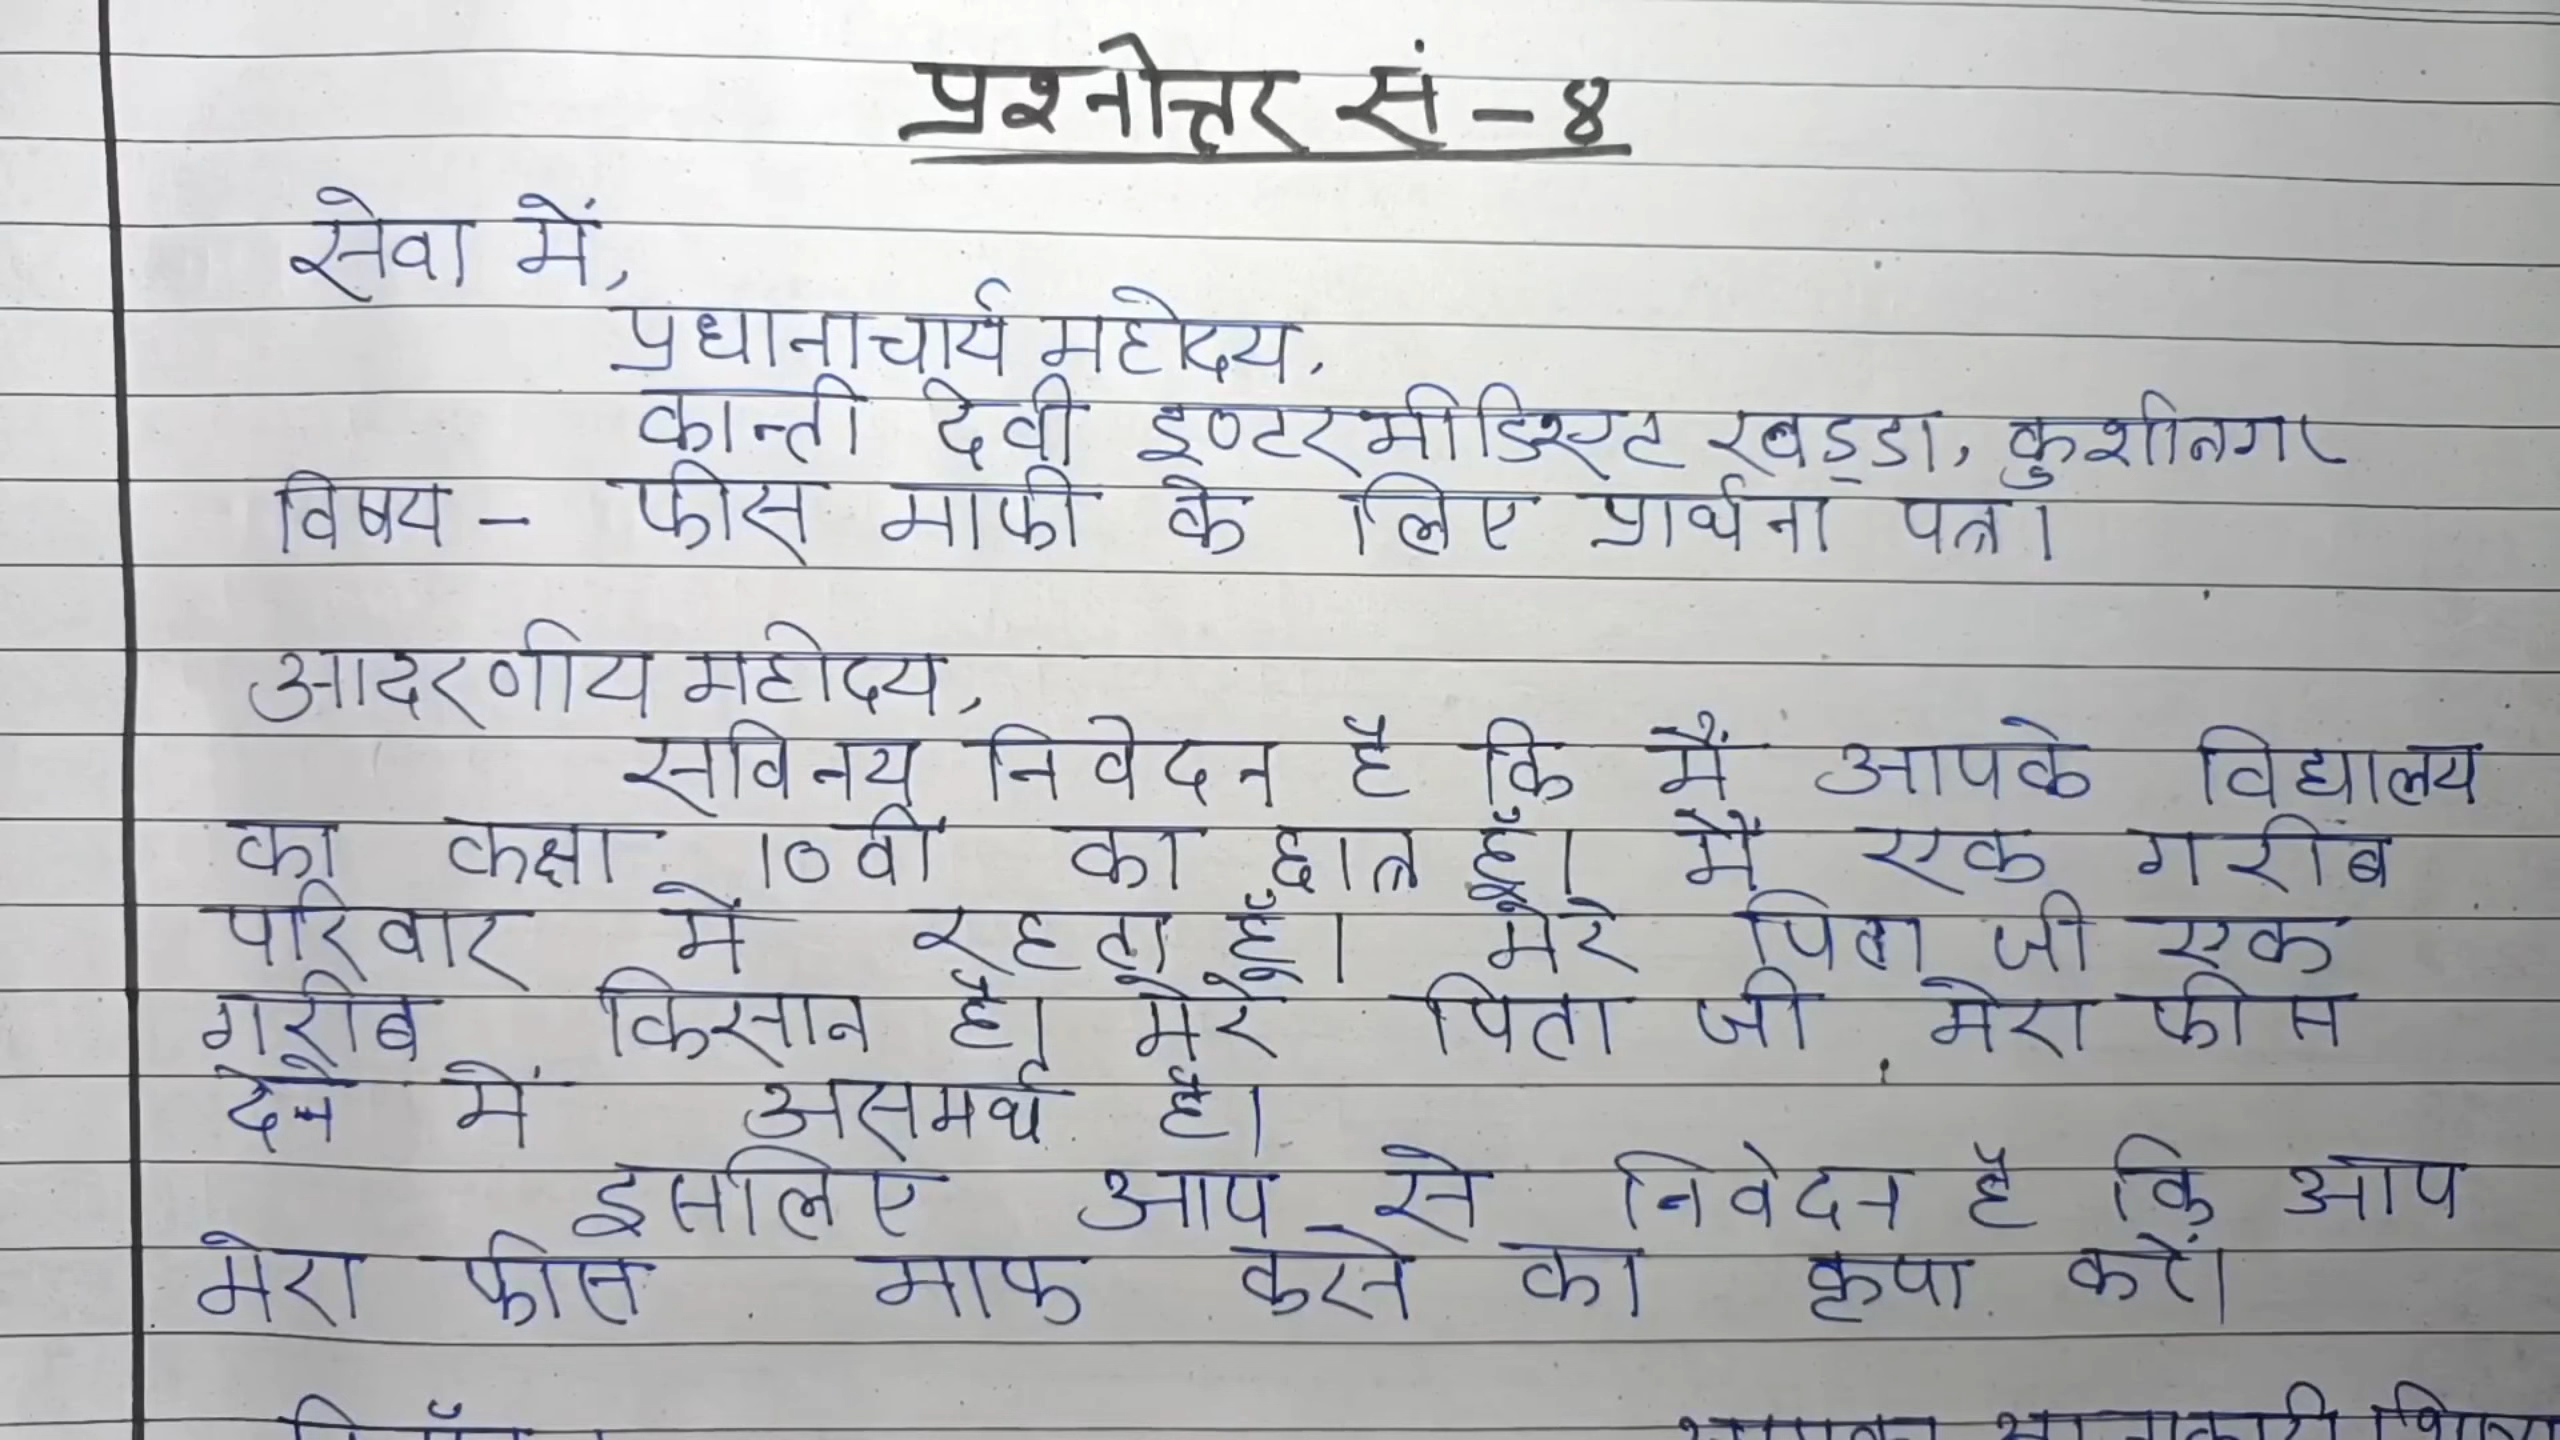 प्रश्नोत्तर सं - 8
सेवा में,
प्रधानाचार्य महोदय,
कान्ती देवी इण्टरमीडिएट खड्डा, कुशीनगर
विषय - फीस माफी के लिए प्रार्थना पत्र।
आदरणीय महोदय,
सविनय निवेदन है कि मैं आपके विद्यालय
का कक्षा 10वीं का छात्र हूँ। मैं एक गरीब
परिवार में रहता हूँ। मेरे पिता जी एक
गरीब किसान है। मेरे पिता जी मेरा फीस
देने में असमर्थ है।
इसलिए आप से निवेदन है कि आप
मेरा फीस माफ करने का कृपा करें।